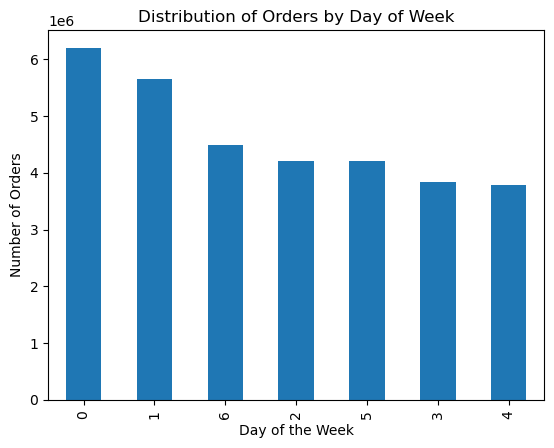 Distribution of Orders by Day of Week
1e6
6
5
4
3
2
1
0
Number of Orders
0 1 6 2 5 3 4
Day of the Week